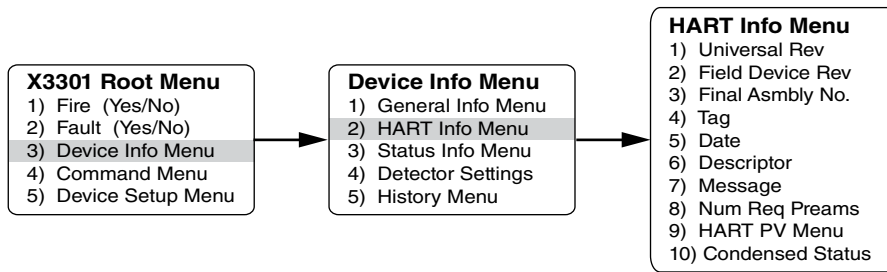 X3301 Root Menu
1) Fire (Yes/No)
2) Fault (Yes/No)
3) Device Info Menu
4) Command Menu
5) Device Setup Menu
Device Info Menu
1) General Info Menu
2) HART Info Menu
3) Status Info Menu
4) Detector Settings
5) History Menu
HART Info Menu
1) Universal Rev
2) Field Device Rev
3) Final Asmbly No.
4) Tag
5) Date
6) Descriptor
7) Message
8) Num Req Preams
9) HART PV Menu
10) Condensed Status